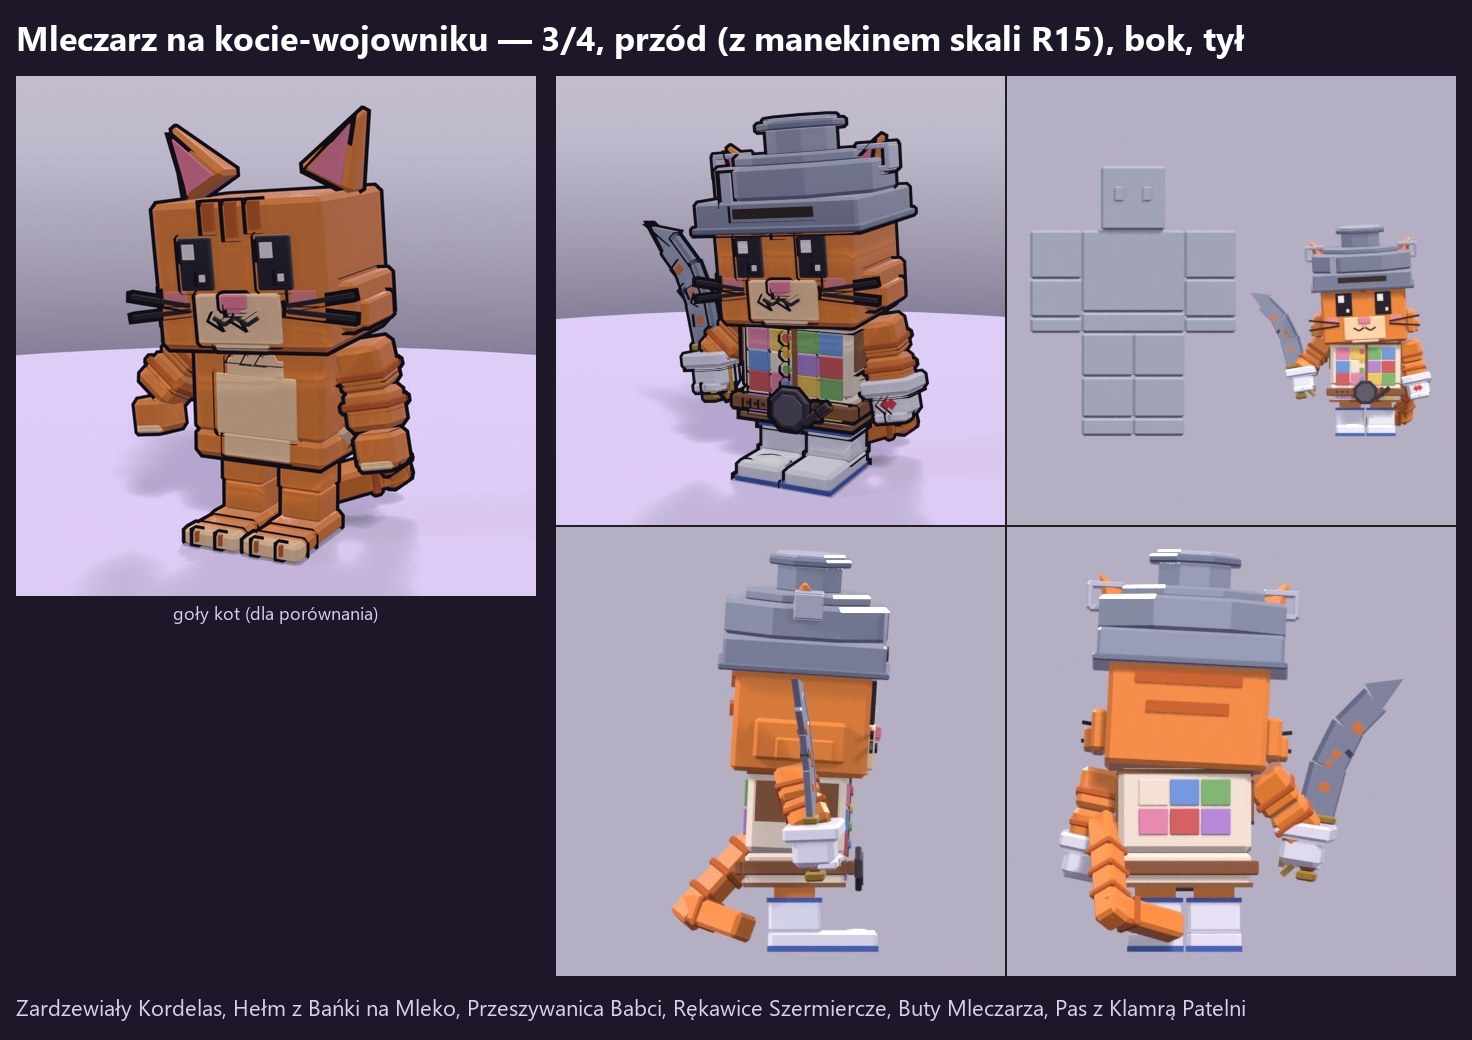 Mleczarz na kocie-wojowniku — 3/4, przód (z manekinem skali R15), bok, tył
goły kot (dla porównania)
Zardzewiały Kordelas, Hełm z Bańki na Mleko, Przeszywanica Babci, Rękawice Szermiercze, Buty Mleczarza, Pas z Klamrą Patelni